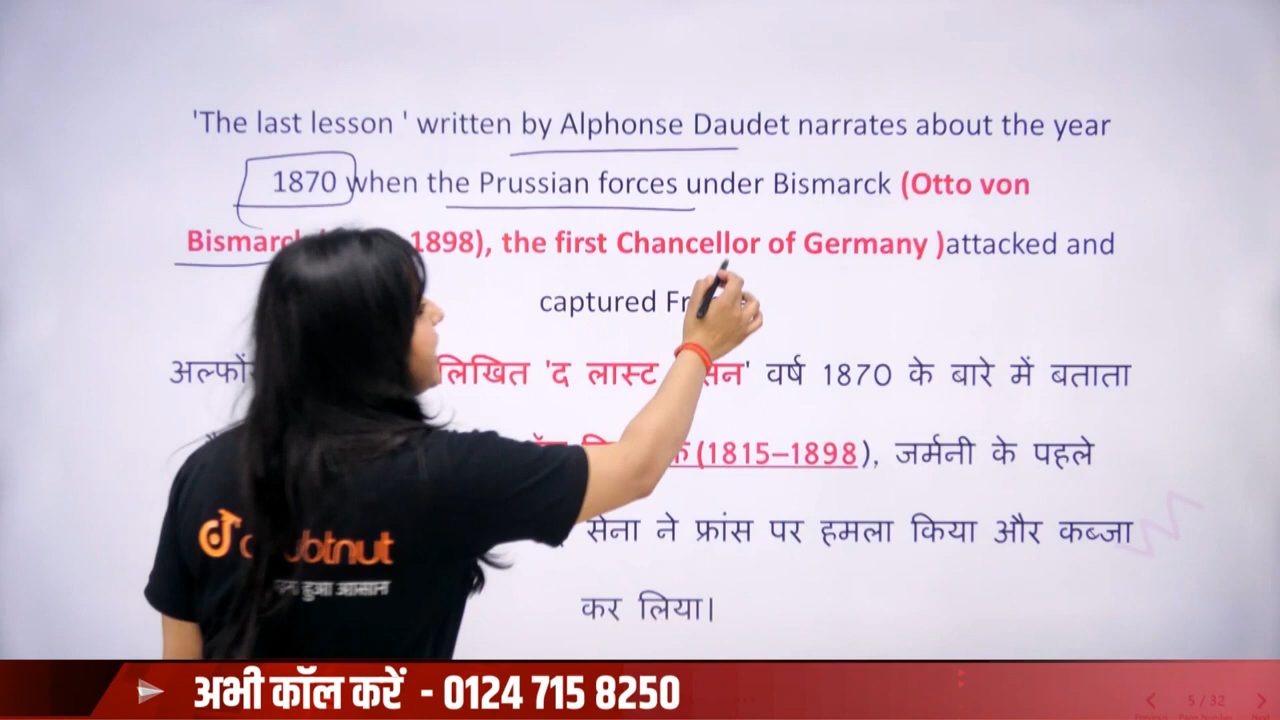 'The last lesson ' written by Alphonse Daudet narrates about the year
1870 when the Prussian forces under Bismarck (Otto von
1898), the first Chancellor of Germany )attacked and
captured
लिखित 'द लास्ट वर्ष 1870 के बारे में बताता
(1815–1898), जर्मनी के पहले
सेना ने फ्रांस पर हमला किया और कब्जा
कर लिया।
हुआ आसान
अभी कॉल करें - 0124 715 8250
5 / 32